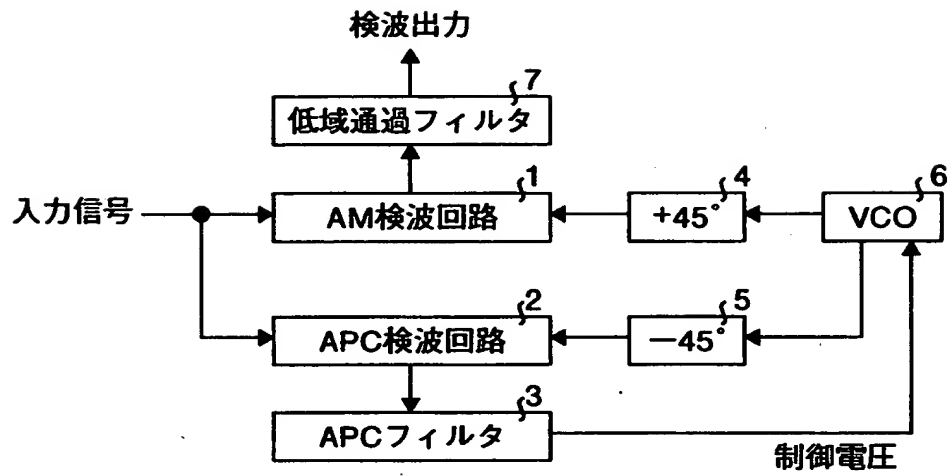 検波出力
7
低域通過フィルタ
1
4
6
入力信号
AM検波回路
+45°
VCO
2
5
APC検波回路
—45°
3
APCフィルタ
制御電圧